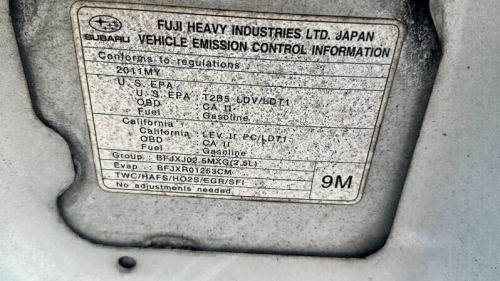 FUJI HEAVY INDUSTRIES LTD. JAPAN
SUBARU VEHICLE EMISSION CONTROL INFORMATION
Conforms to regulations :
2011MY
U.S. EPA
U.S. EPA : T2B5 LDV/LDT1
OBD : CA II
Fuel : Gasoline
California
California : LEV II PC/LDT1
OBD : CA II
Fuel : Gasoline
Group : BFJXJ02.5MXG(2.5L)
Evap : BFJXR01253CM
TWC/HAFS/HO2S/EGR/SFI
No adjustments needed.
9M